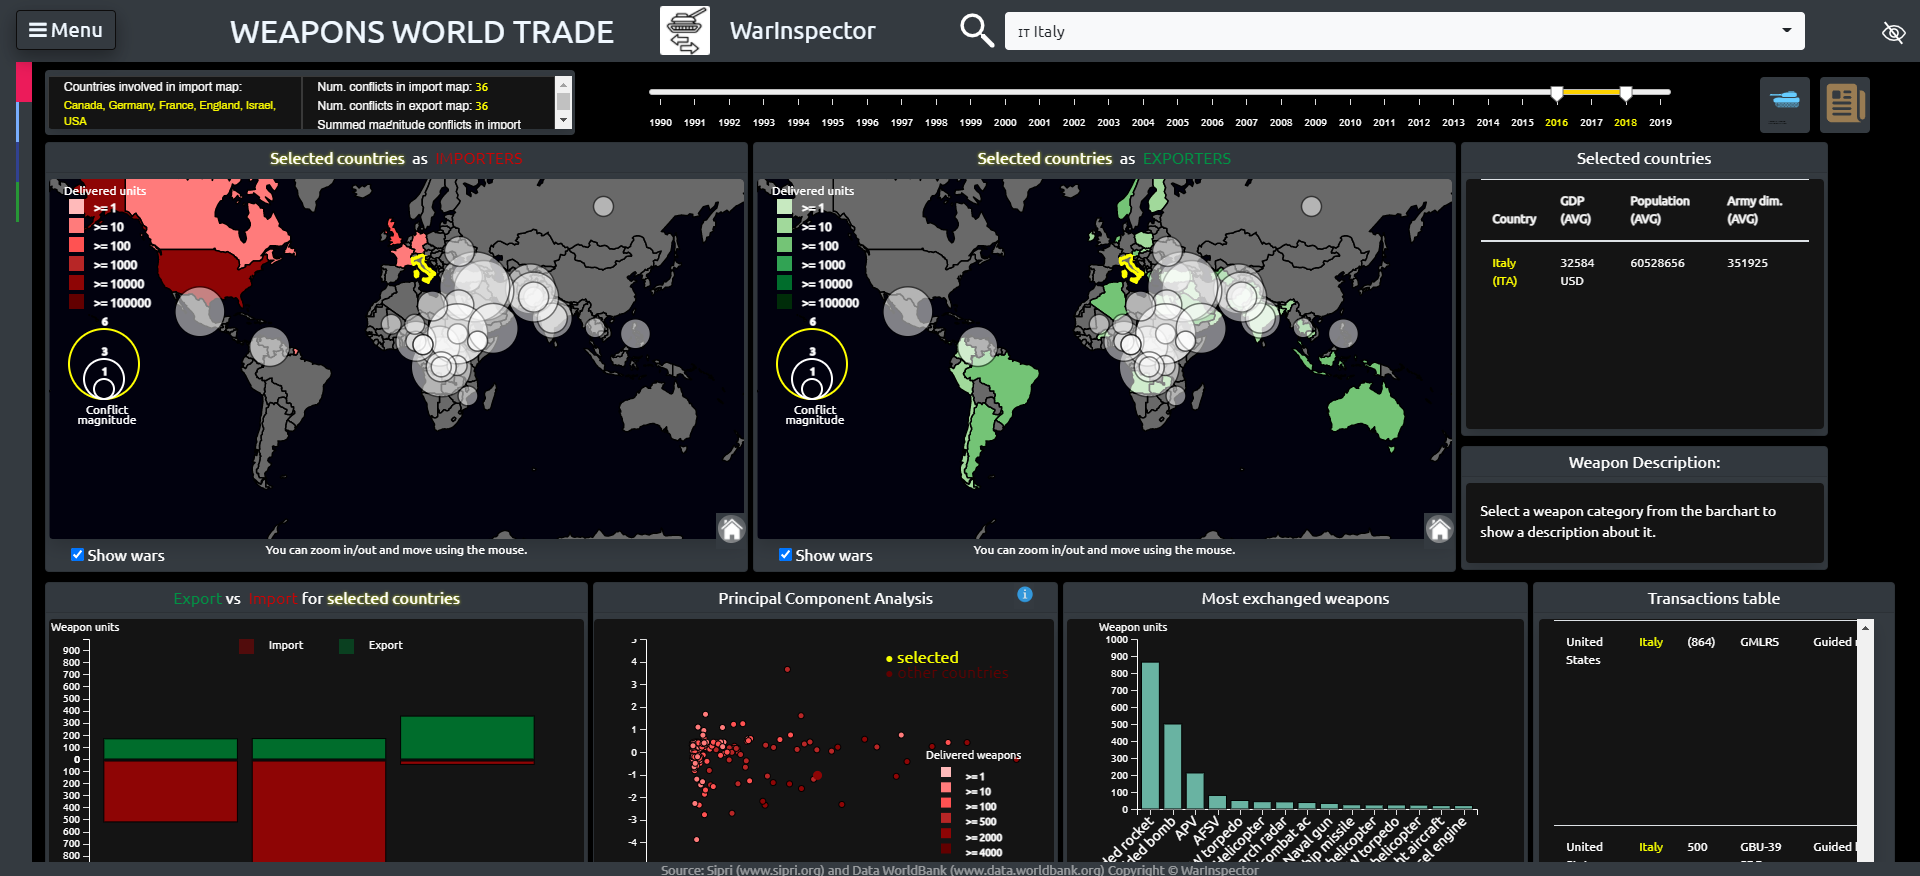 Menu
WEAPONS WORLD TRADE
WarInspector
IT Italy
Countries involved in import map:
Canada, Germany, France, England, Israel,
USA
Num. conflicts in import map: 36
Num. conflicts in export map: 36
Summed magnitude conflicts in import
1990 1991 1992 1993 1994 1995 1996 1997 1998 1999 2000 2001 2002 2003 2004 2005 2006 2007 2008 2009 2010 2011 2012 2013 2014 2015 2016 2017 2018 2019
Selected countries as IMPORTERS
Delivered units
>= 1
>= 10
>= 100
>= 1000
>= 10000
>= 100000
6
3
1
Conflict
magnitude
Show wars
You can zoom in/out and move using the mouse.
Selected countries as EXPORTERS
Delivered units
>= 1
>= 10
>= 100
>= 1000
>= 10000
>= 100000
6
3
1
Conflict
magnitude
Show wars
You can zoom in/out and move using the mouse.
Selected countries
Country GDP (AVG) Population (AVG) Army dim. (AVG)
Italy (ITA) 32584 USD 60528656 351925
Weapon Description:
Select a weapon category from the barchart to
show a description about it.
Export vs Import for selected countries
Weapon units
Import Export
900
800
700
600
500
400
300
200
100
0
100
200
300
400
500
600
700
800
Principal Component Analysis
i
selected
other countries
4
3
2
1
0
-1
-2
-3
-4
Delivered weapons
>= 1
>= 10
>= 100
>= 500
>= 2000
>= 4000
Most exchanged weapons
Weapon units
1000
900
800
700
600
500
400
300
200
100
0
ded rocket
ded bomb
APV
AFSV
torpedo
Helicopter
arch radar
combat ac
Naval gun
hip missile
helicopter
torpedo
helicopter
ht aircraft
sel engine
Transactions table
United States Italy (864) GMLRS Guided
United Italy 500 GBU-39 Guided
Source: Sipri (www.sipri.org) and Data WorldBank (www.data.worldbank.org) Copyright © WarInspector